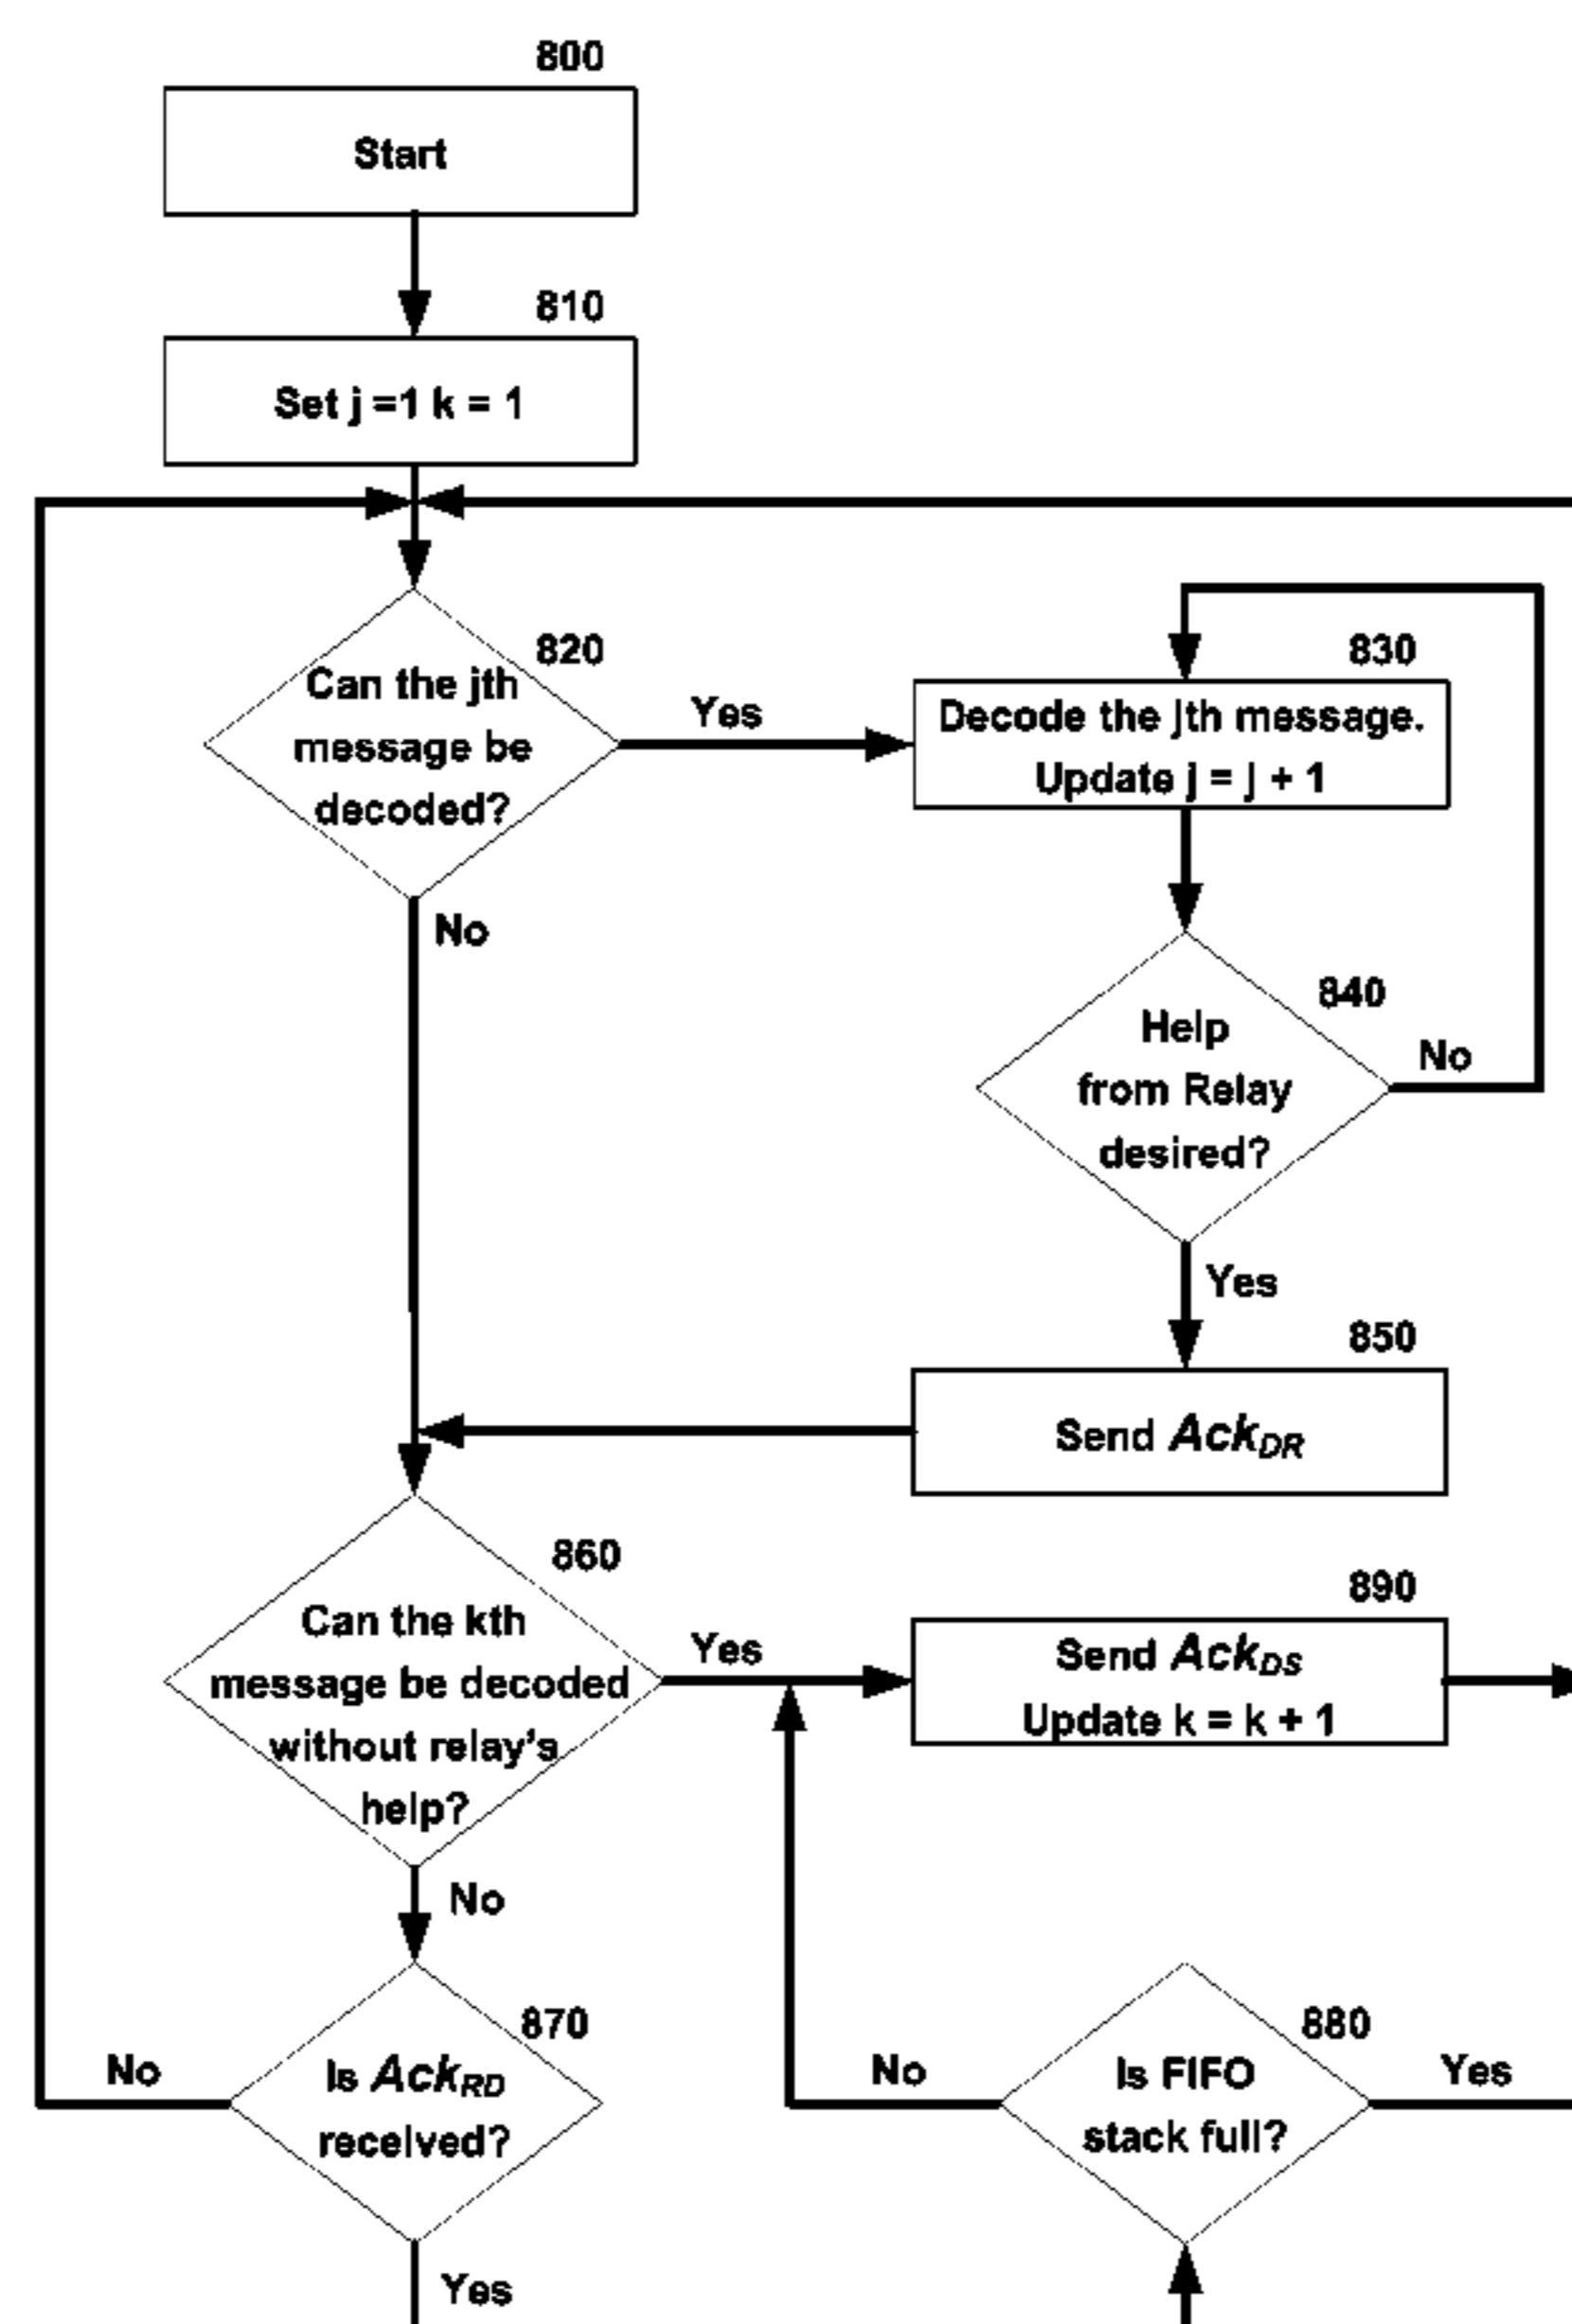 800
Start
810
Set j =1 k = 1
820
Can the jth
message be
decoded?
Yes
No
830
Decode the jth message.
Update j = j + 1
840
Help
from Relay
desired?
No
Yes
850
Send AckDR
860
Can the kth
message be decoded
without relay's
help?
Yes
No
890
Send AckDS
Update k = k + 1
870
Is AckRD
received?
No
Yes
880
Is FIFO
stack full?
No
Yes